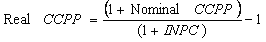 Real CCPP = (1 + Nominal CCPP) / (1 + INPC) − 1